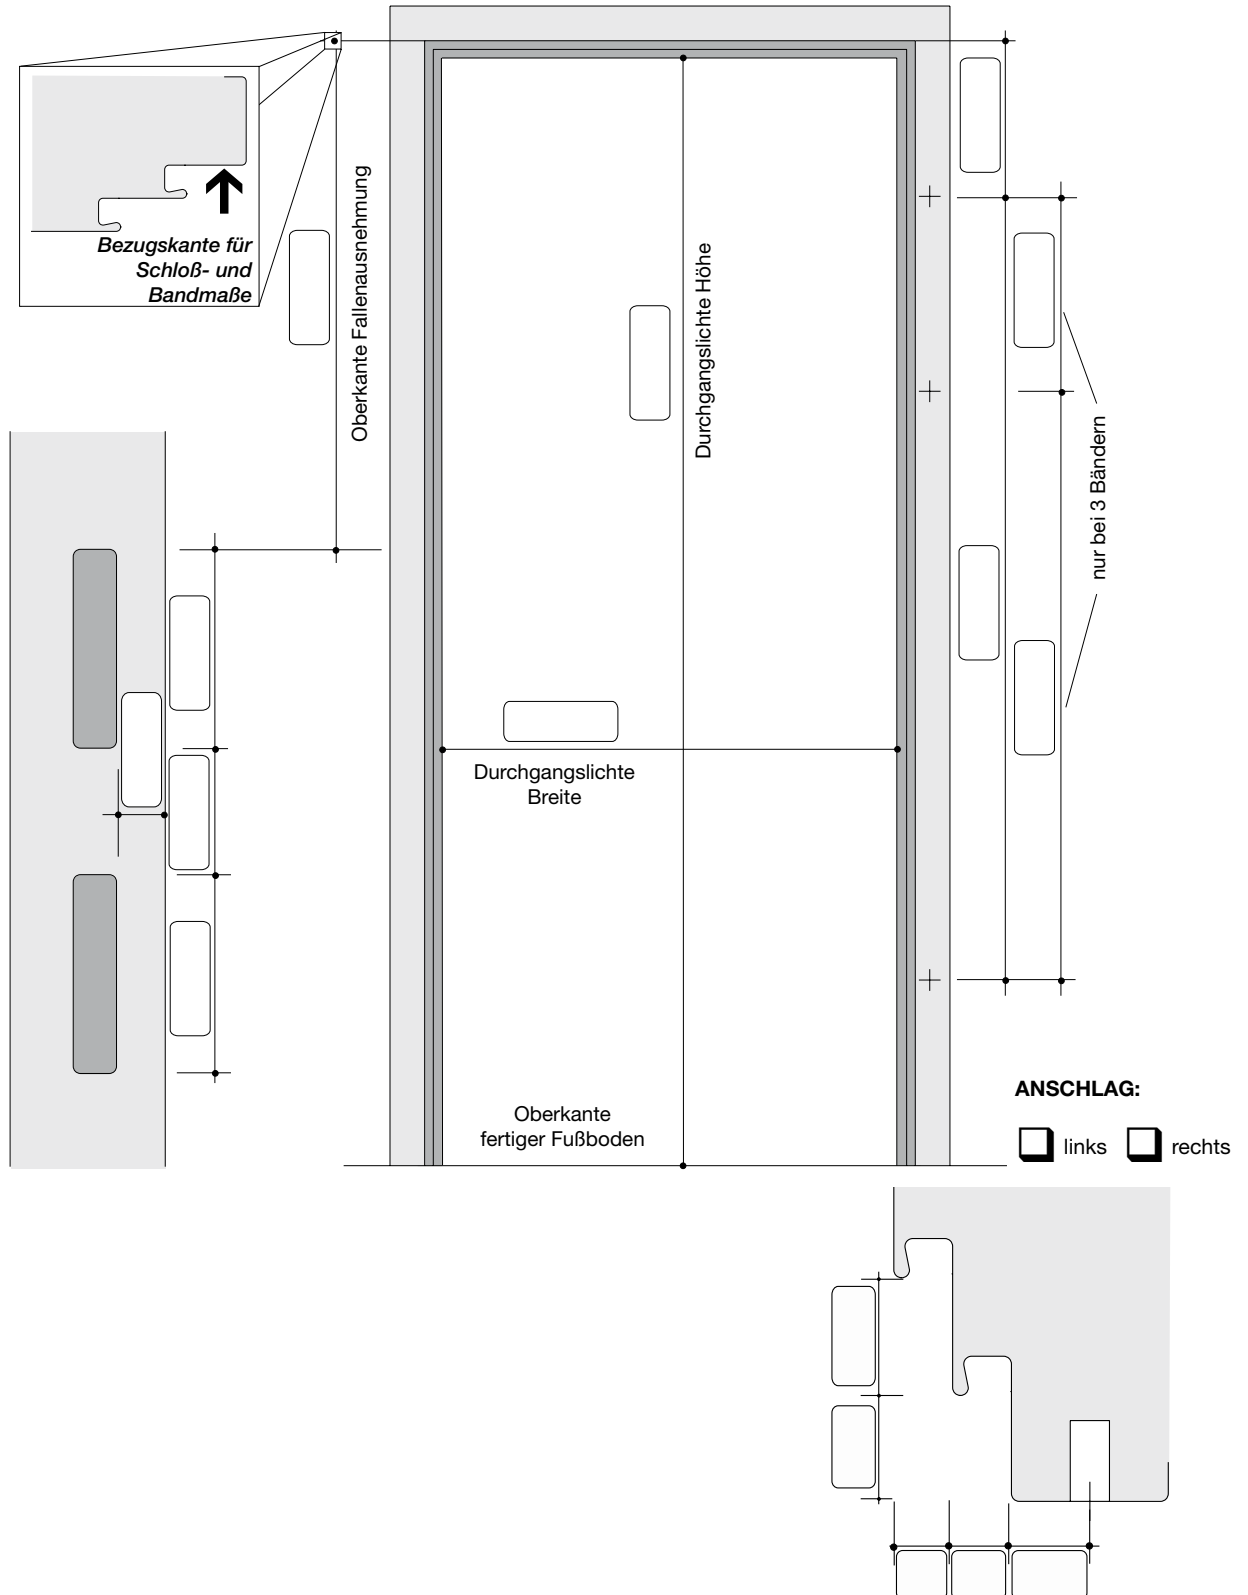 Bezugskante für
Schloß- und
Bandmaße
Oberkante Fallenausnehmung
Durchgangslichte Höhe
nur bei 3 Bändern
Durchgangslichte
Breite
Oberkante
fertiger Fußboden
ANSCHLAG:
links rechts